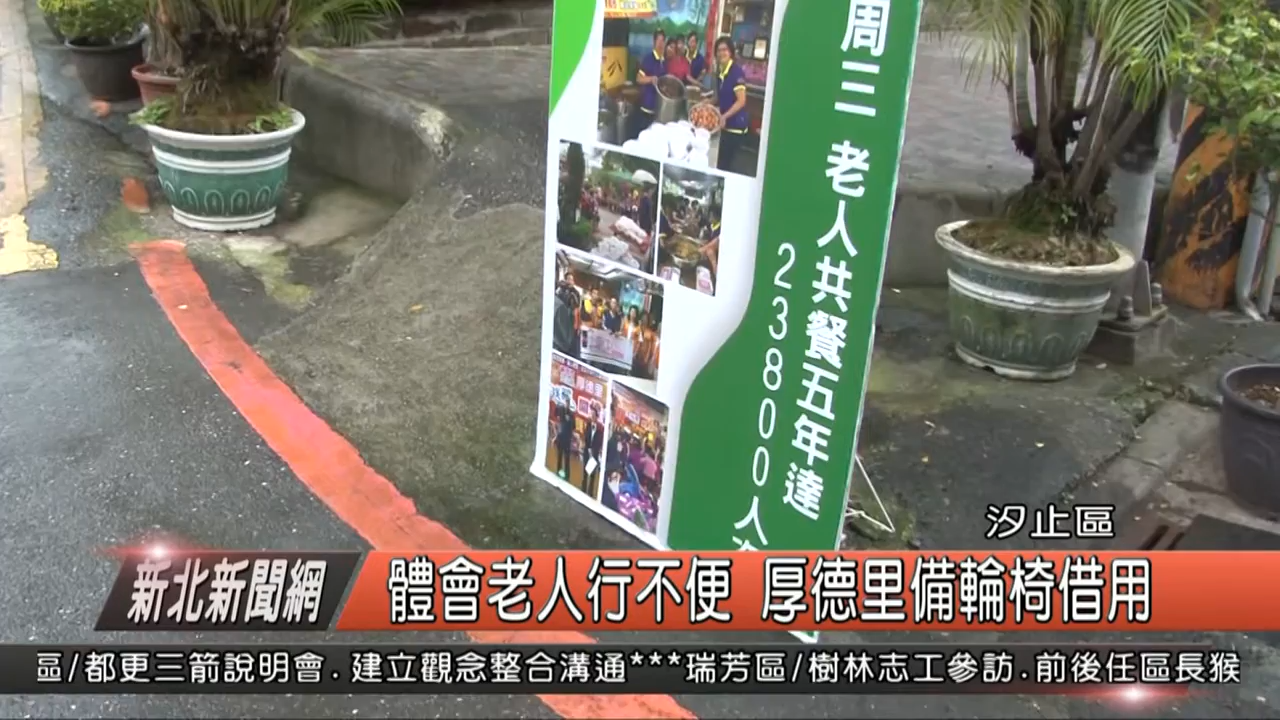 周三 老人共餐五年達
23800人次
汐止區
新北新聞網
體會老人行不便 厚德里備輪椅借用
區/都更三箭說明會.建立觀念整合溝通***瑞芳區/樹林志工參訪.前後任區長猴